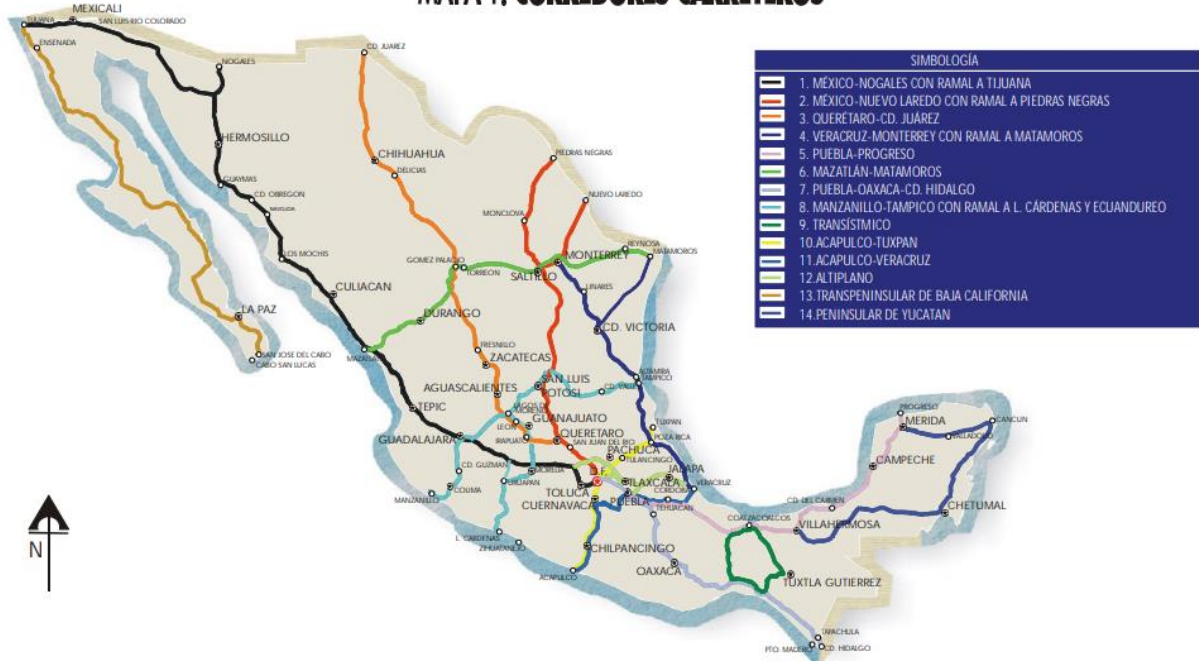 MAPA 1. CORREDORES CARRETEROS
SIMBOLOGÍA
1. MÉXICO-NOGALES CON RAMAL A TIJUANA
2. MÉXICO-NUEVO LAREDO CON RAMAL A PIEDRAS NEGRAS
3. QUERÉTARO-CD. JUÁREZ
4. VERACRUZ-MONTERREY CON RAMAL A MATAMOROS
5. PUEBLA-PROGRESO
6. MAZATLÁN-MATAMOROS
7. PUEBLA-OAXACA-CD. HIDALGO
8. MANZANILLO-TAMPICO CON RAMAL A L. CÁRDENAS Y ECUANDUREO
9. TRANSÍSTMICO
10.ACAPULCO-TUXPAN
11.ACAPULCO-VERACRUZ
12.ALTIPLANO
13.TRANSPENINSULAR DE BAJA CALIFORNIA
14.PENINSULAR DE YUCATAN
MEXICALI
TIJUANA
SAN LUIS RIO COLORADO
ENSENADA
NOGALES
CD. JUAREZ
HERMOSILLO
CHIHUAHUA
DELICIAS
PIEDRAS NEGRAS
GUAYMAS
CD. OBREGON
NUEVO LAREDO
MONCLOVA
LOS MOCHIS
GOMEZ PALACIO
TORREON
SALTILLO
MONTERREY
REYNOSA
MATAMOROS
CULIACAN
LINARES
LA PAZ
DURANGO
CD. VICTORIA
SAN JOSE DEL CABO
CABO SAN LUCAS
MAZATLAN
FRESNILLO
ZACATECAS
AGUASCALIENTES
SAN LUIS
POTOSI
CD. VALLES
ALTAMIRA
TAMPICO
TEPIC
LAGOS DE
MORENO
LEON
GUANAJUATO
IRAPUATO
QUERETARO
SAN JUAN DEL RIO
TUXPAN
POZA RICA
GUADALAJARA
PACHUCA
TULANCINGO
CD. GUZMAN
COLIMA
MANZANILLO
URUAPAN
MORELIA
D.F.
TOLUCA
CUERNAVACA
TLAXCALA
PUEBLA
JALAPA
CORDOBA
VERACRUZ
TEHUACAN
L. CARDENAS
ZIHUATANEJO
CHILPANCINGO
ACAPULCO
OAXACA
COATZACOALCOS
VILLAHERMOSA
CD. DEL CARMEN
CAMPECHE
PROGRESO
MERIDA
VALLADOLID
CANCUN
CHETUMAL
TUXTLA GUTIERREZ
TAPACHULA
PTO. MADERO
CD. HIDALGO
N